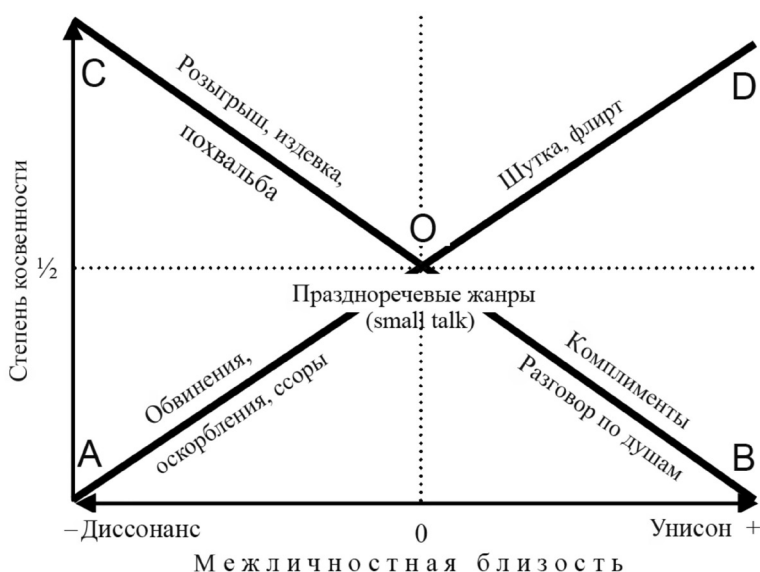 C
D
Розыгрыш, издевка,
похвальба
Шутка, флирт
O
Степень косвенности
½
Праздноречевые жанры
(small talk)
Обвинения,
оскорбления, ссоры
Комплименты
Разговор по душам
A
B
– Диссонанс
0
Унисон +
Межличностная близость